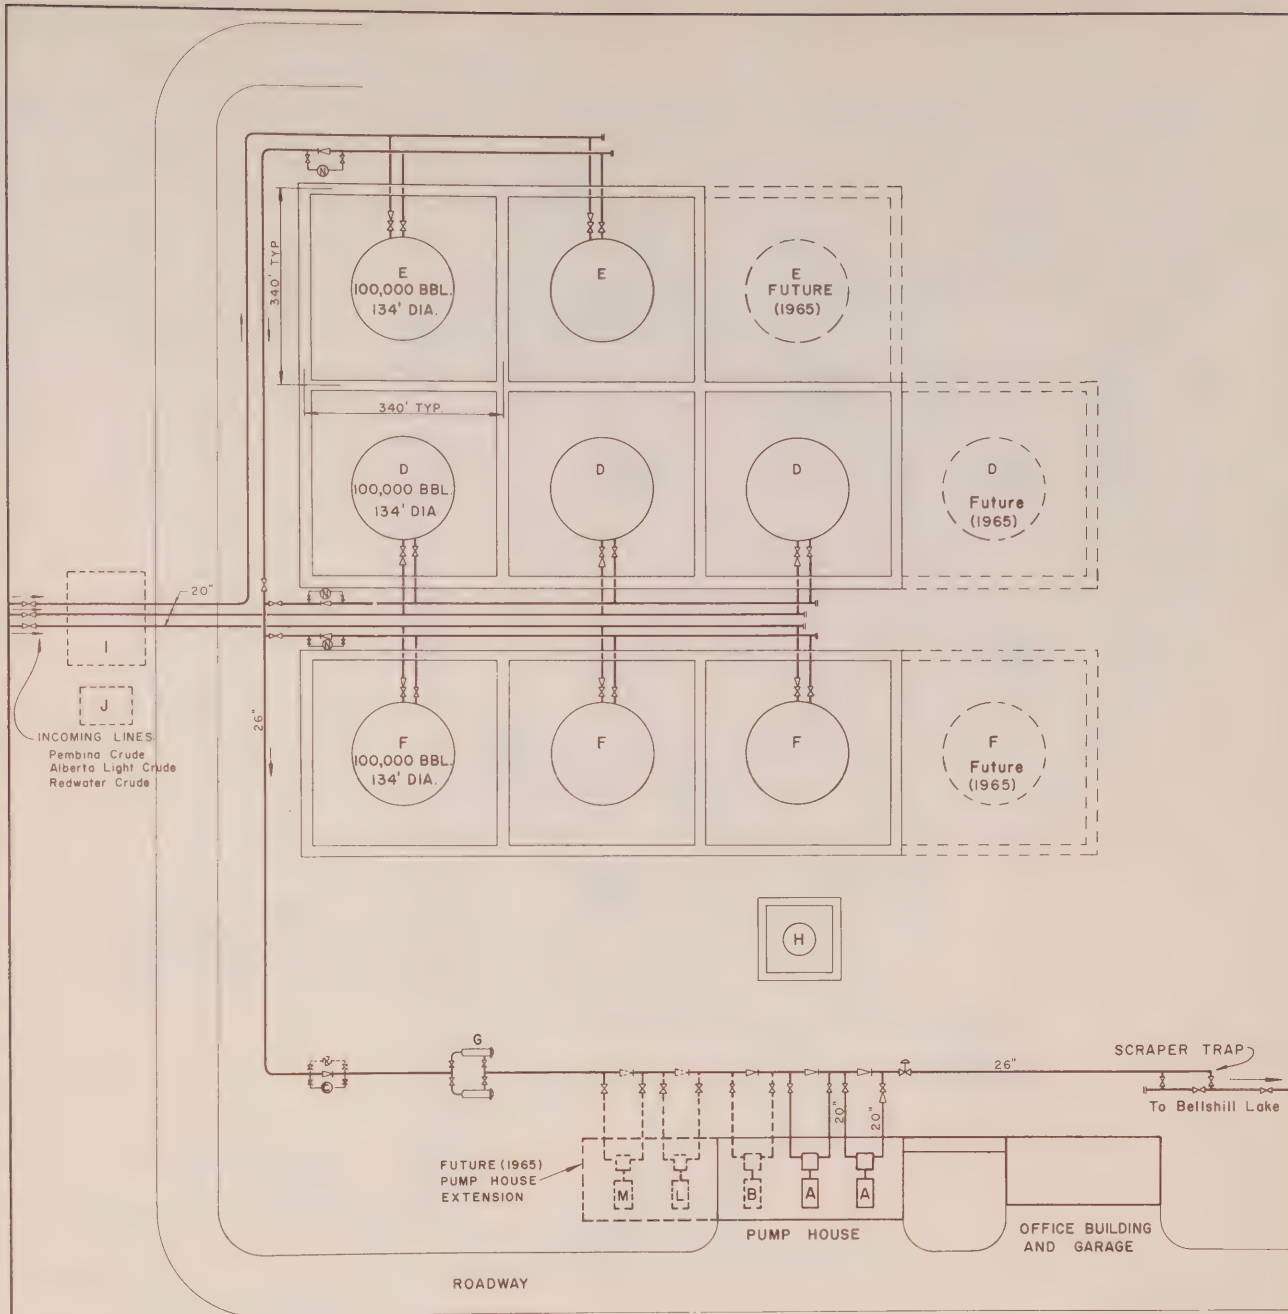 N
340' TYP
E
100,000 BBL.
134' DIA.
E
E
FUTURE
(1965)
340' TYP.
D
100,000 BBL.
134' DIA
D
D
D
Future
(1965)
20"
N
N
I
J
INCOMING LINES
Pembina Crude
Alberta Light Crude
Redwater Crude
26"
F
100,000 BBL.
134' DIA.
F
F
F
Future
(1965)
H
G
26"
SCRAPER TRAP
To Bellshill Lake
20"
20"
FUTURE (1965)
PUMP HOUSE
EXTENSION
M
L
B
A
A
PUMP HOUSE
OFFICE BUILDING
AND GARAGE
ROADWAY